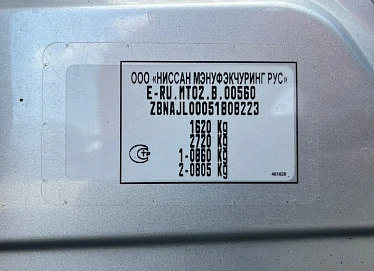 ООО «НИССАН МЭНУФЭКЧУРИНГ РУС»
E-RU.MT02.B.00560
Z8NAJL00051808223
1620 Kg
2720 Kg
1-0860 Kg
2-0805 Kg
461828